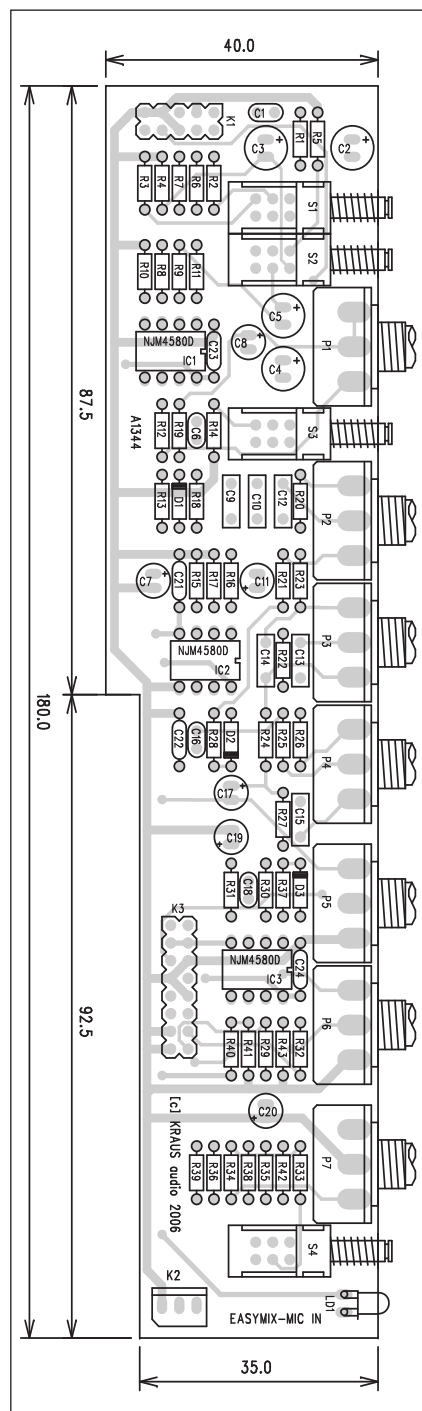 40.0
K1
C1
C3
R1
R5
C2
R3
R4
R7
R6
R2
S1
S2
R10
R8
R9
R11
C5
C8
C4
P1
NJM4580D
IC1
C23
87.5
A1344
R12
R19
C6
R14
S3
R13
D1
R18
C9
C10
C12
R20
P2
C7
C21
R15
R17
R16
C11
R21
R23
P3
NJM4580D
IC2
C14
R22
C13
180.0
C22
C16
R28
D2
R24
R25
R26
P4
C17
R27
C15
C19
R31
C18
R30
R37
D3
P5
K3
NJM4580D
IC3
C24
92.5
R40
R41
R29
R43
R32
P6
C20
[c] KRAUS audio 2006
R39
R36
R34
R38
R35
R42
R33
P7
S4
K2
LD1
EASYMIX-MIC IN
35.0